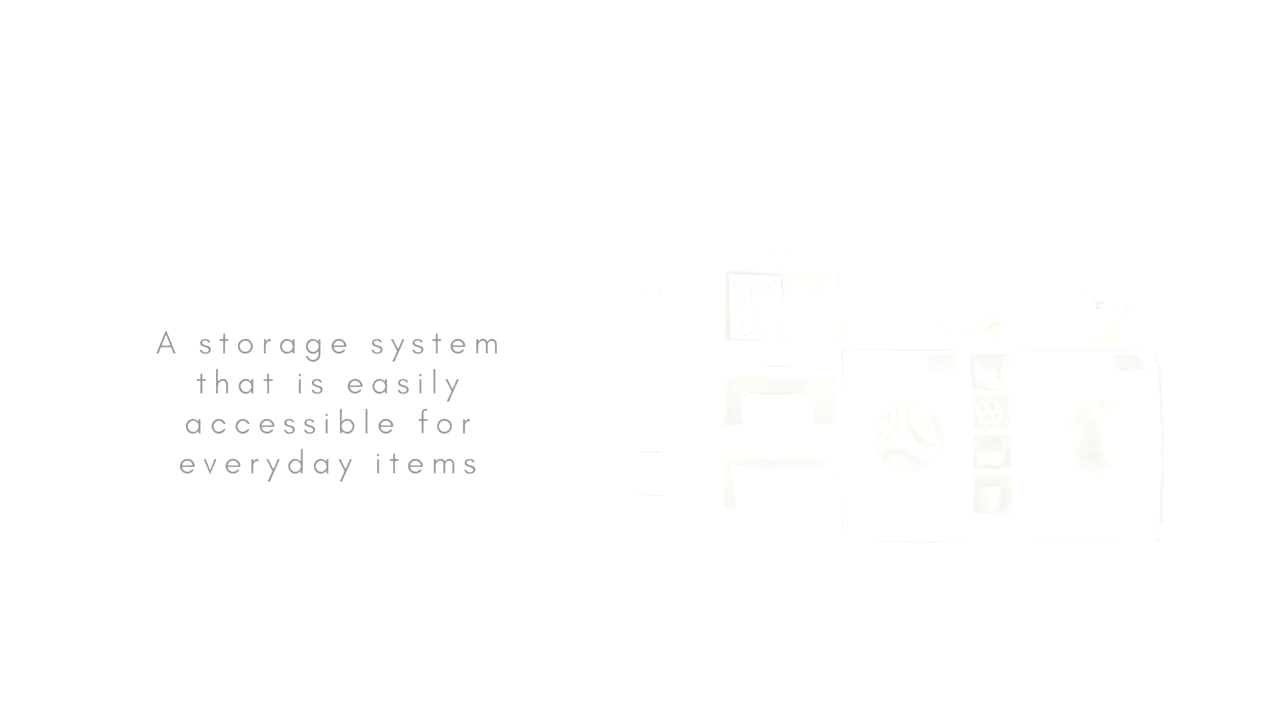 A storage system
that is easily
accessible for
everyday items